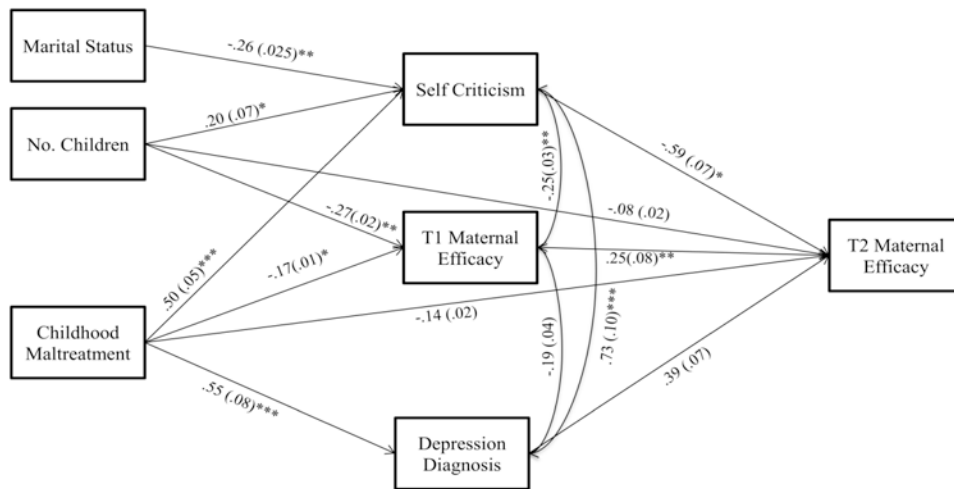 Marital Status
-.26 (.025)**
Self Criticism
.20 (.07)*
No. Children
-.59 (.07)*
-.25(.03)**
-.08 (.02)
-.27(.02)**
T1 Maternal
Efficacy
T2 Maternal
Efficacy
.25(.08)**
-.17(.01)*
.50 (.05)***
-.14 (.02)
Childhood
Maltreatment
-.19 (.04)
.73 (.10)***
.39 (.07)
.55 (.08)***
Depression
Diagnosis